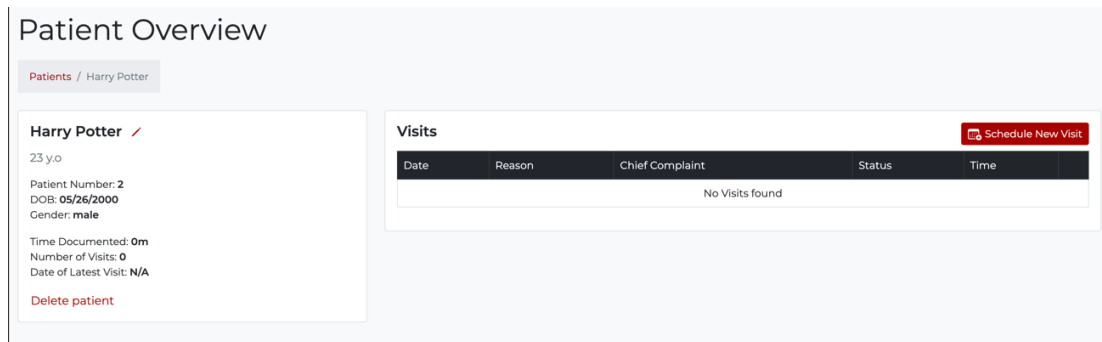 Patient Overview
Patients / Harry Potter
Harry Potter
23 y.o
Patient Number: 2
DOB: 05/26/2000
Gender: male
Time Documented: 0m
Number of Visits: 0
Date of Latest Visit: N/A
Delete patient
Visits
Schedule New Visit
Date Reason Chief Complaint Status Time
No Visits found